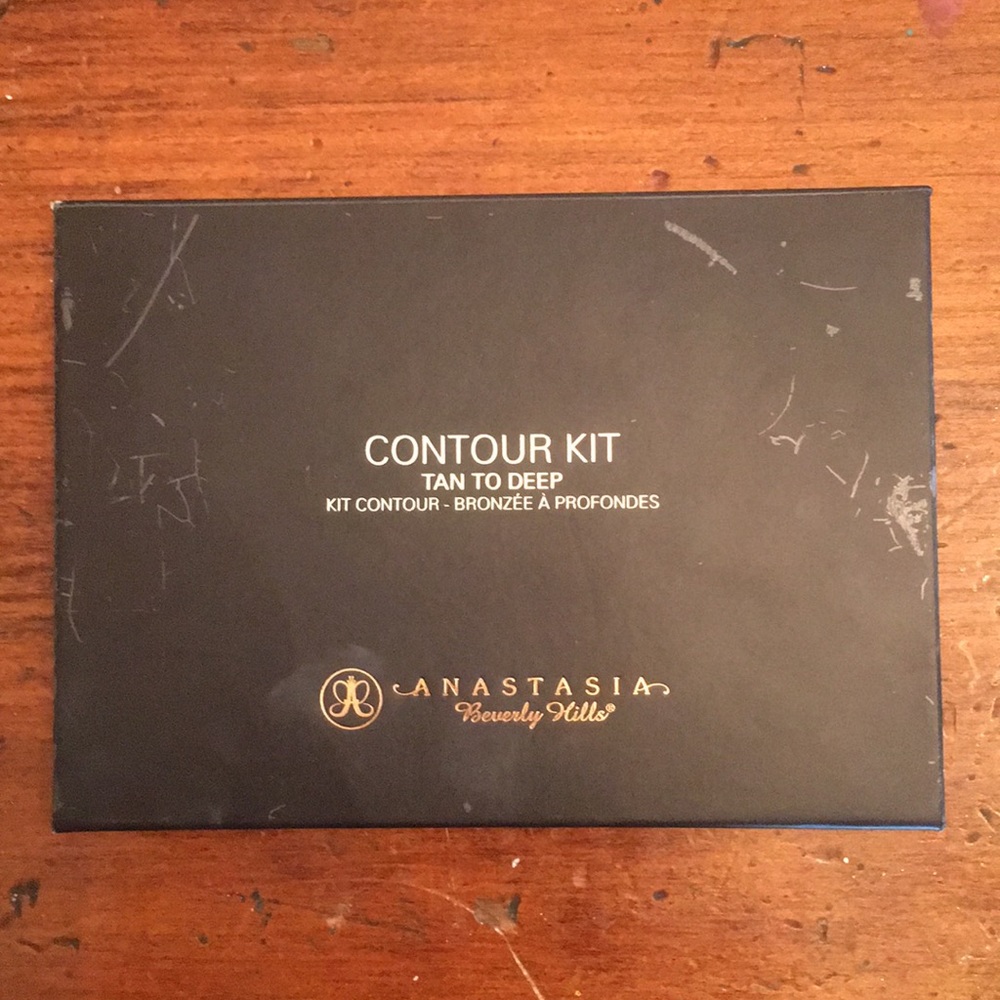 CONTOUR KIT
TAN TO DEEP
KIT CONTOUR - BRONZÉE À PROFONDES
ANASTASIA
Beverly Hills®